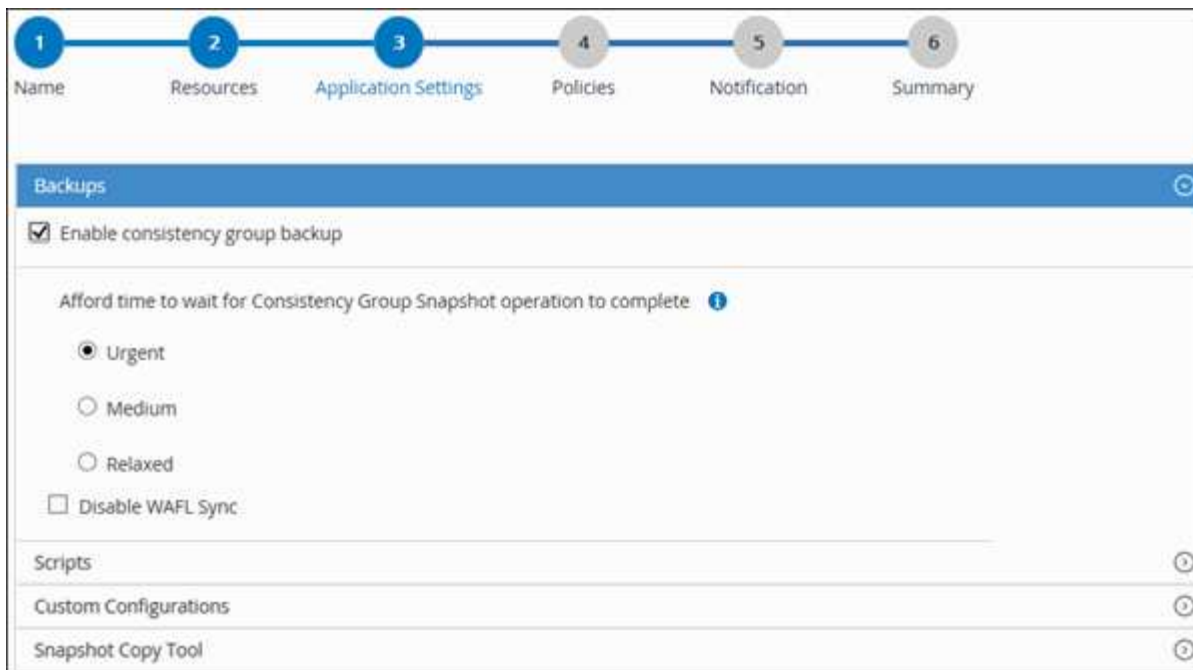 1 2 3 4 5 6
Name Resources Application Settings Policies Notification Summary
Backups
Enable consistency group backup
Afford time to wait for Consistency Group Snapshot operation to complete
Urgent
Medium
Relaxed
Disable WAFL Sync
Scripts
Custom Configurations
Snapshot Copy Tool